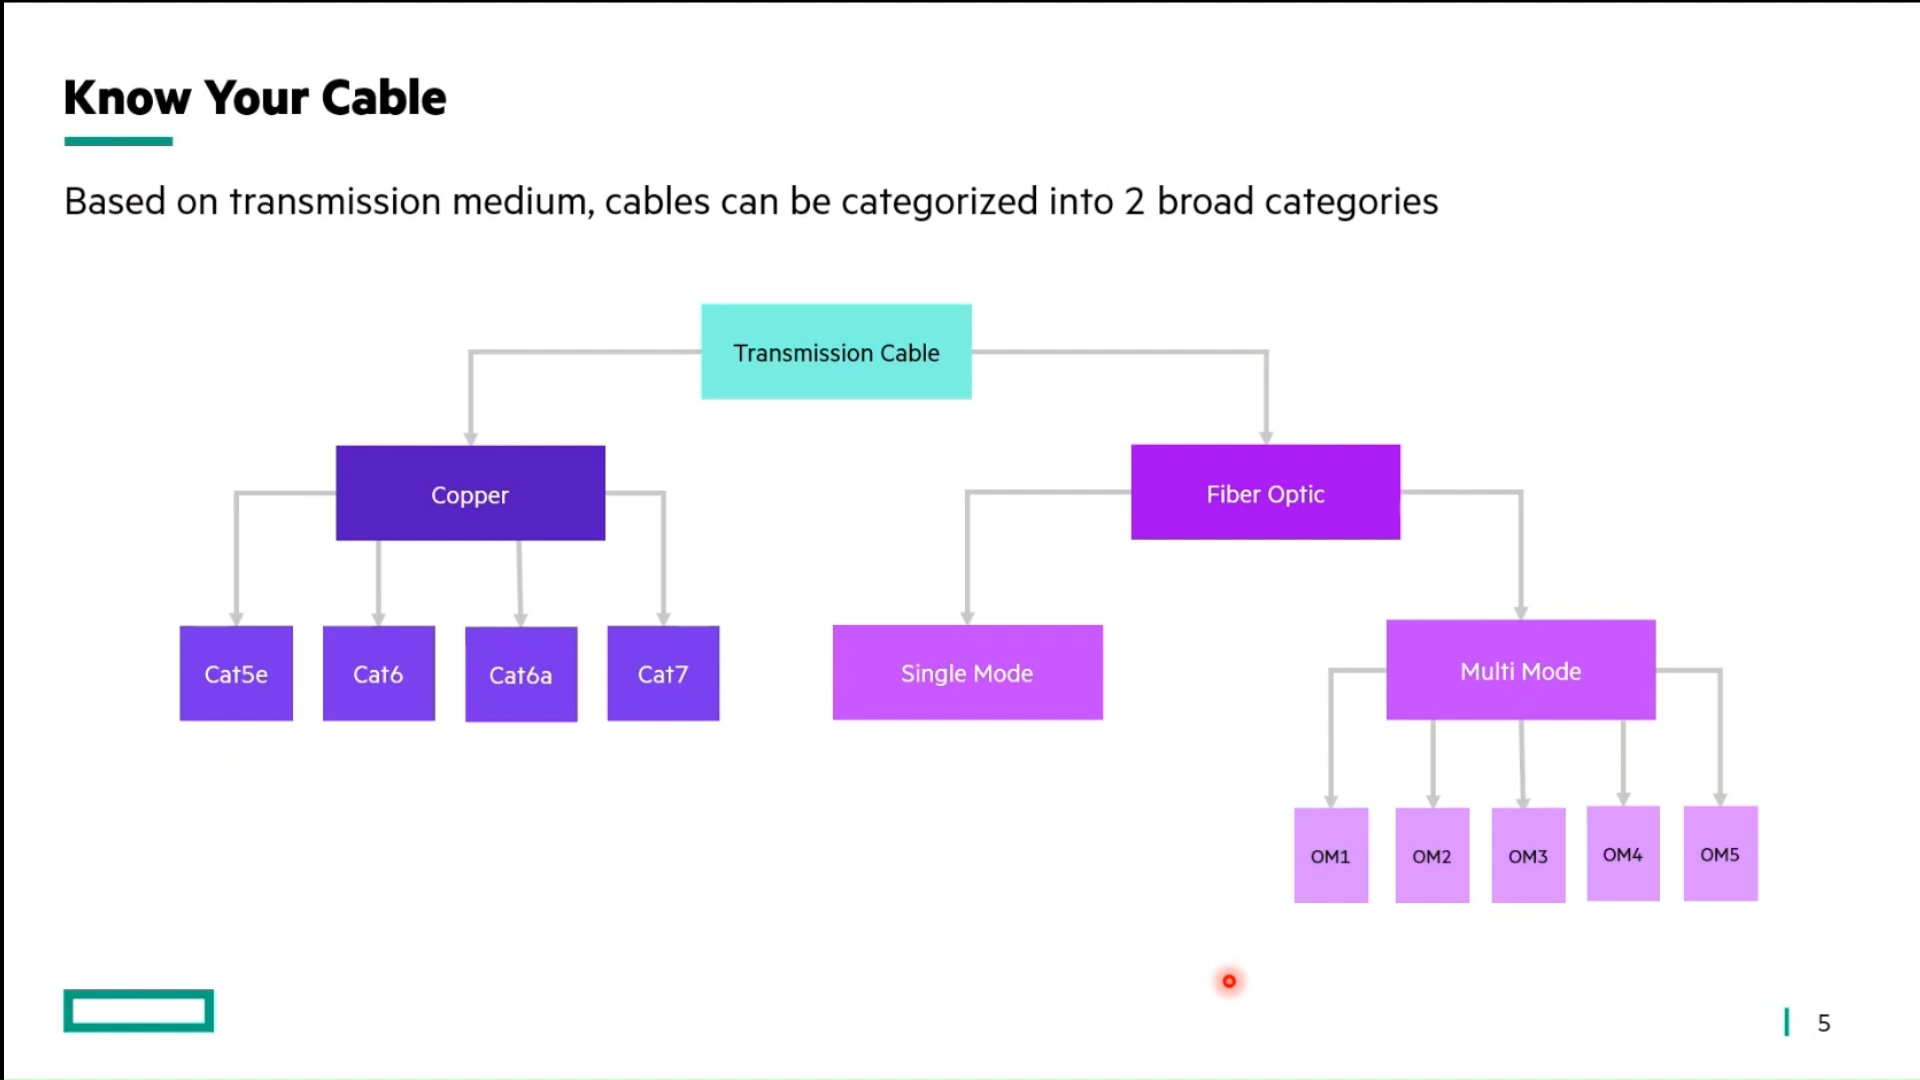 Know Your Cable
Based on transmission medium, cables can be categorized into 2 broad categories
Transmission Cable
Copper
Fiber Optic
Cat5e
Cat6
Cat6a
Cat7
Single Mode
Multi Mode
OM1
OM2
OM3
OM4
OM5
5